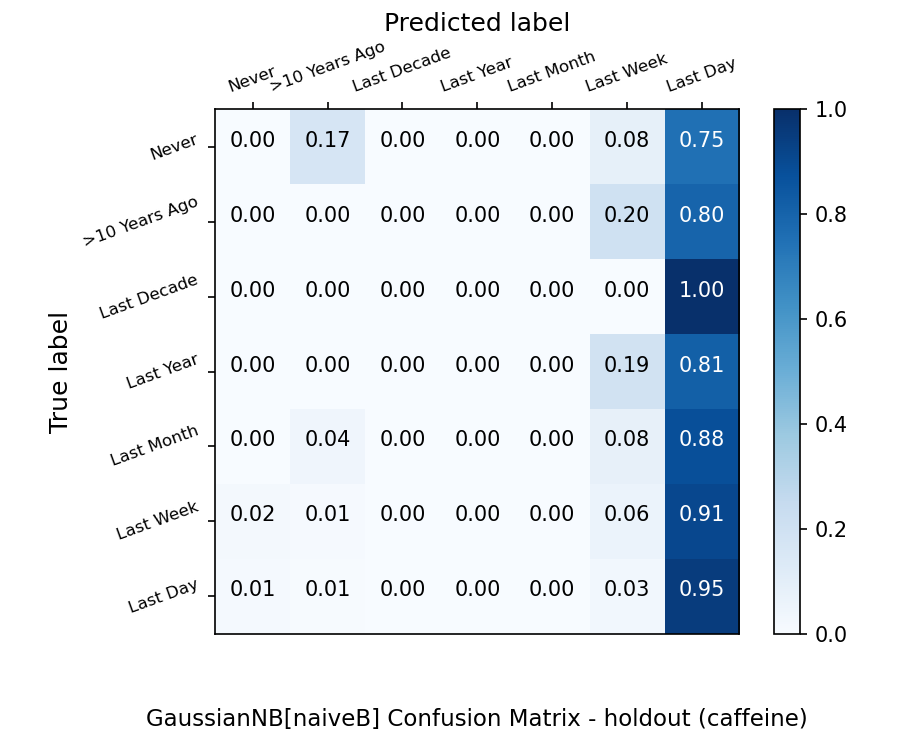 Predicted label
Never >10 Years Ago Last Decade Last Year Last Month Last Week Last Day
True label
Never 0.00 0.17 0.00 0.00 0.00 0.08 0.75
>10 Years Ago 0.00 0.00 0.00 0.00 0.00 0.20 0.80
Last Decade 0.00 0.00 0.00 0.00 0.00 0.00 1.00
Last Year 0.00 0.00 0.00 0.00 0.00 0.19 0.81
Last Month 0.00 0.04 0.00 0.00 0.00 0.08 0.88
Last Week 0.02 0.01 0.00 0.00 0.00 0.06 0.91
Last Day 0.01 0.01 0.00 0.00 0.00 0.03 0.95
1.0
0.8
0.6
0.4
0.2
0.0
GaussianNB[naiveB] Confusion Matrix - holdout (caffeine)